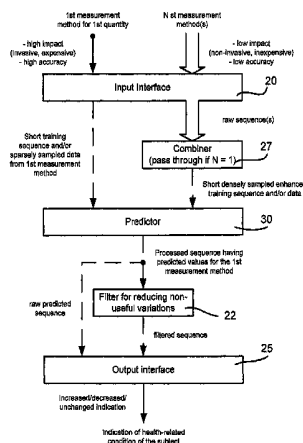 1st measurement
method for 1st quantity
N st measurement
method(s)
- high impact
(invasive, expensive)
- high accuracy
- low impact
(non-invasive, inexpensive)
- low accuracy
Input Interface
20
raw sequence(s)
Short training
sequence and/or
sparsely sampled data
from 1st measurement
method
Combiner
(pass through if N = 1)
27
Short densely sampled enhance
training sequence and/or data
Predictor
30
Processed sequence having
predicted values for the 1st
measurement method
raw predicted
sequence
Filter for reducing non-
useful variations
22
filtered sequence
Output interface
25
Increased/decreased/
unchanged indication
Indication of health-related
condition of the subject